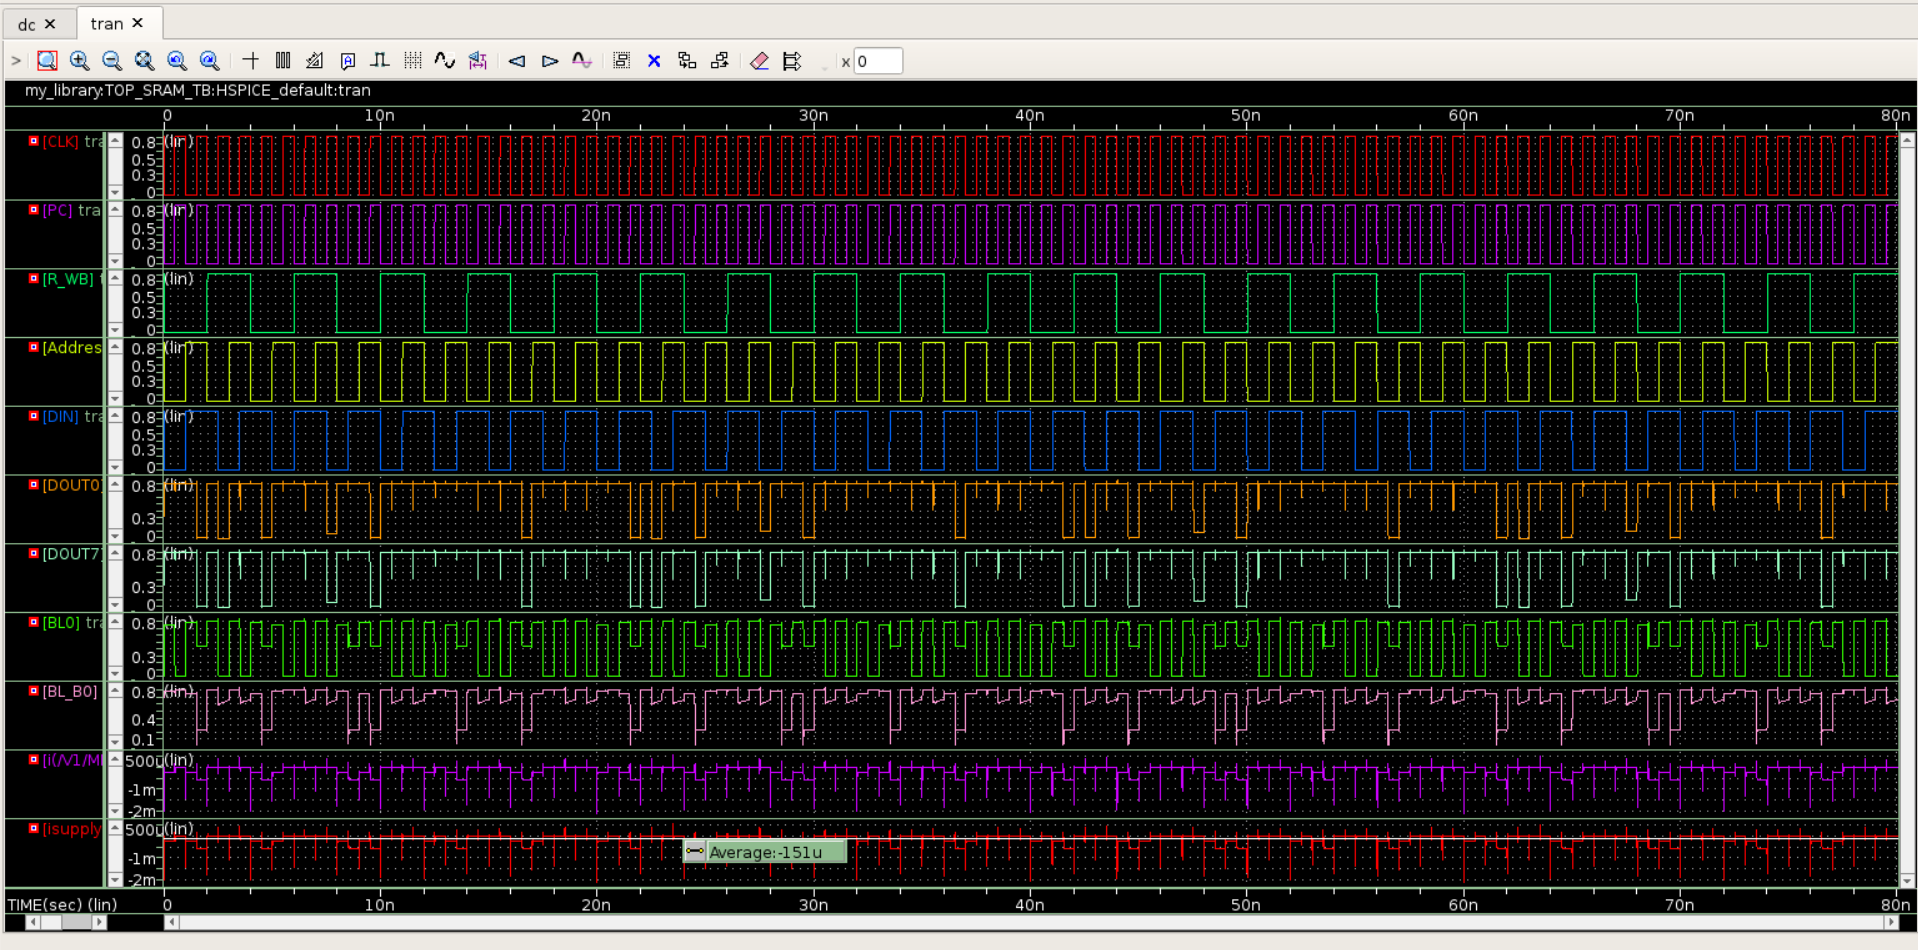 dc tran
> x 0
my_library:TOP_SRAM_TB:HSPICE_default:tran
0 10n 20n 30n 40n 50n 60n 70n 80n
[CLK] tra 0.8 (lin)
0.5
0.3
0
[PC] tra 0.8 (lin)
0.5
0.3
0
[R_WB] t 0.8 (lin)
0.5
0.3
0
[Addres 0.8 (lin)
0.5
0.3
0
[DIN] tra 0.8 (lin)
0.5
0.3
0
[DOUT0] 0.8 (lin)
0.3
0
[DOUT7] 0.8 (lin)
0.3
0
[BL0] tra 0.8 (lin)
0.3
0
[BL_B0] 0.8 (lin)
0.4
0.1
[i(/V1/MI 500u (lin)
-1m
-2m
[isupply 500u (lin)
Average:-151u
-1m
-2m
TIME(sec) (lin) 0 10n 20n 30n 40n 50n 60n 70n 80n